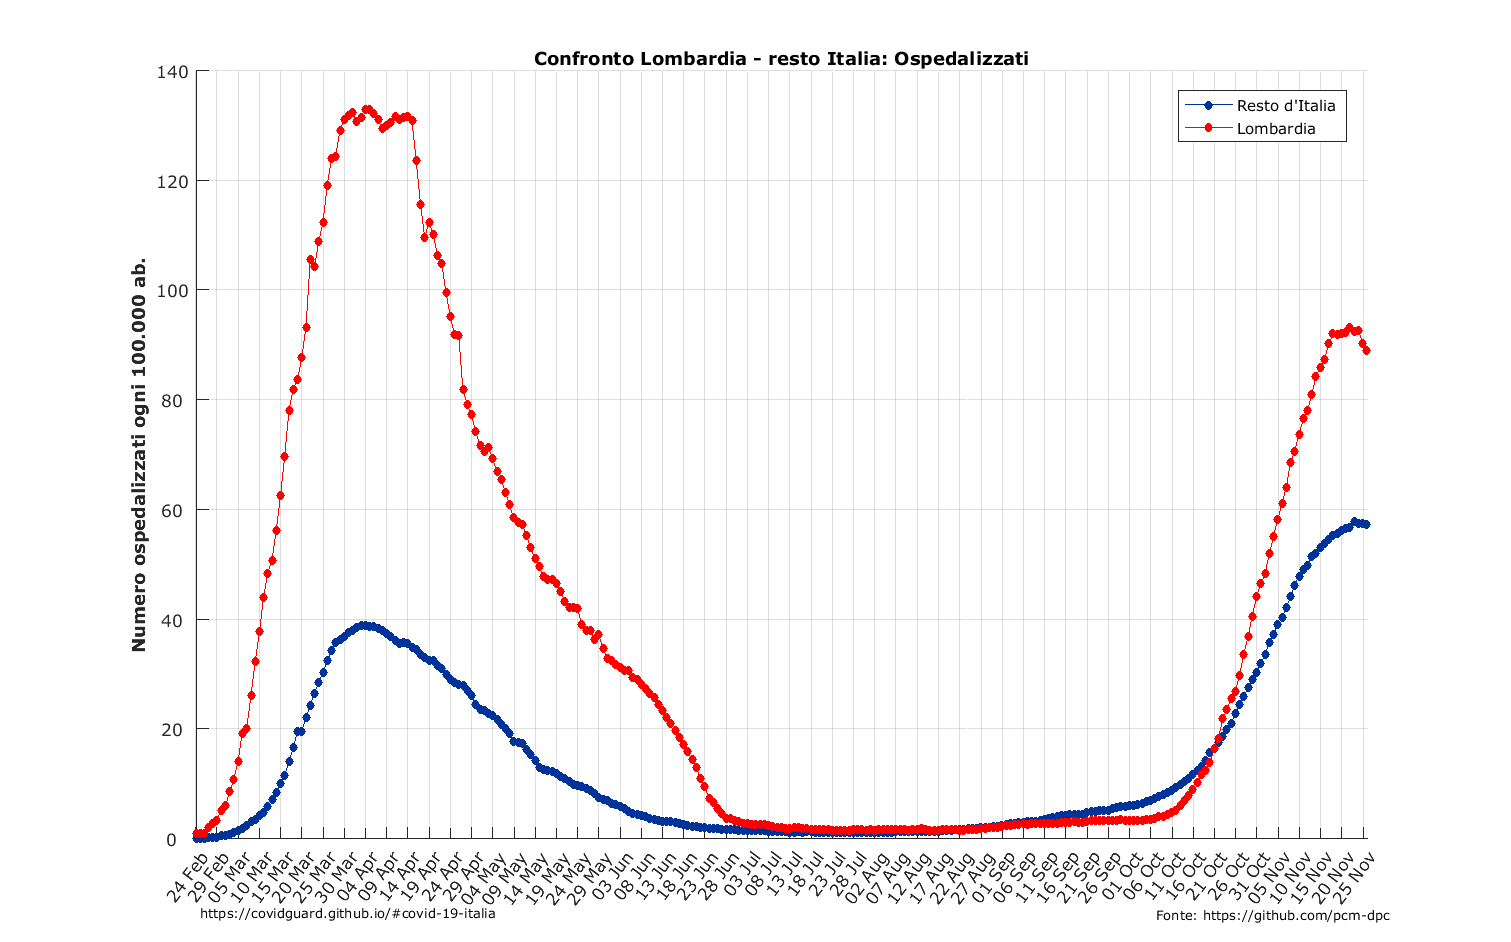 Confronto Lombardia - resto Italia: Ospedalizzati
Resto d'Italia
Lombardia
Numero ospedalizzati ogni 100.000 ab.
140
120
100
80
60
40
20
0
24 Feb
29 Feb
05 Mar
10 Mar
15 Mar
20 Mar
25 Mar
30 Mar
04 Apr
09 Apr
14 Apr
19 Apr
24 Apr
29 Apr
04 May
09 May
14 May
19 May
24 May
29 May
03 Jun
08 Jun
13 Jun
18 Jun
23 Jun
28 Jun
03 Jul
08 Jul
13 Jul
18 Jul
23 Jul
28 Jul
02 Aug
07 Aug
12 Aug
17 Aug
22 Aug
27 Aug
01 Sep
06 Sep
11 Sep
16 Sep
21 Sep
26 Sep
01 Oct
06 Oct
11 Oct
16 Oct
21 Oct
26 Oct
31 Oct
05 Nov
10 Nov
15 Nov
20 Nov
25 Nov
https://covidguard.github.io/#covid-19-italia
Fonte: https://github.com/pcm-dpc